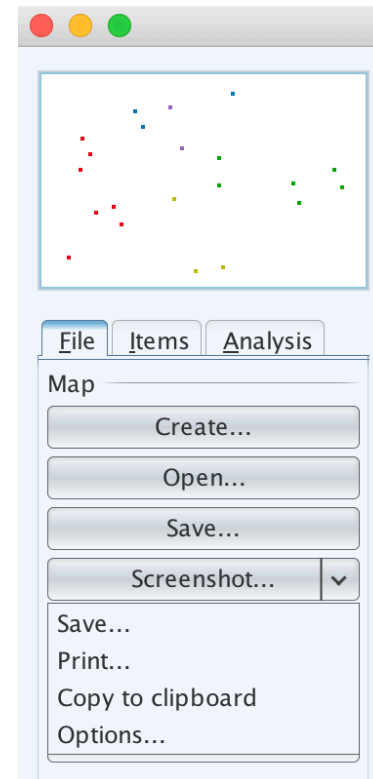 File Items Analysis
Map
Create...
Open...
Save...
Screenshot...
Save...
Print...
Copy to clipboard
Options...